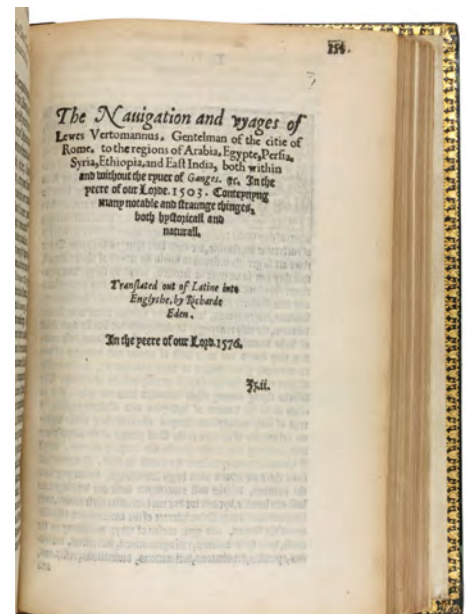 354.
The Nauigation and vyages of
Lewes Vertomannus, Gentelman of the citie of
Rome, to the regions of Arabia, Egypte, Persia,
Syria, Ethiopia, and East India, both within
and without the ryuer of Ganges. &c. In the
yeere of our Lorde. 1503. Conteynyng
many notable and straunge thinges,
both hystoricall and
naturall.
Translated out of Latine into
Englyshe, by Richarde
Eden.
In the yeere of our Lord. 1576.